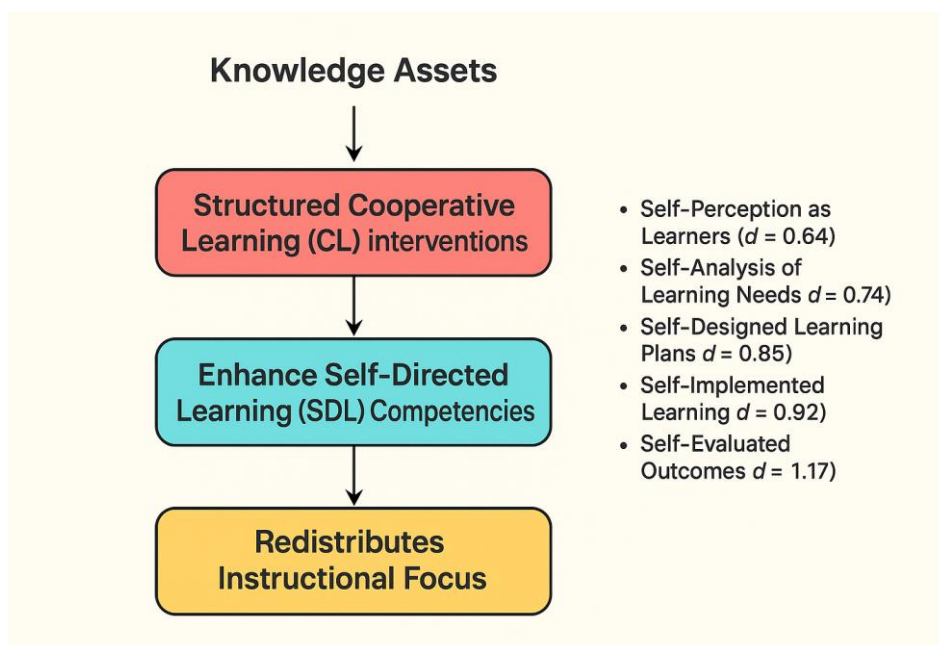 Knowledge Assets
Structured Cooperative
Learning (CL) interventions
Enhance Self-Directed
Learning (SDL) Competencies
Redistributes
Instructional Focus
• Self-Perception as
Learners (d = 0.64)
• Self-Analysis of
Learning Needs d = 0.74)
• Self-Designed Learning
Plans d = 0.85)
• Self-Implemented
Learning d = 0.92)
• Self-Evaluated
Outcomes d = 1.17)